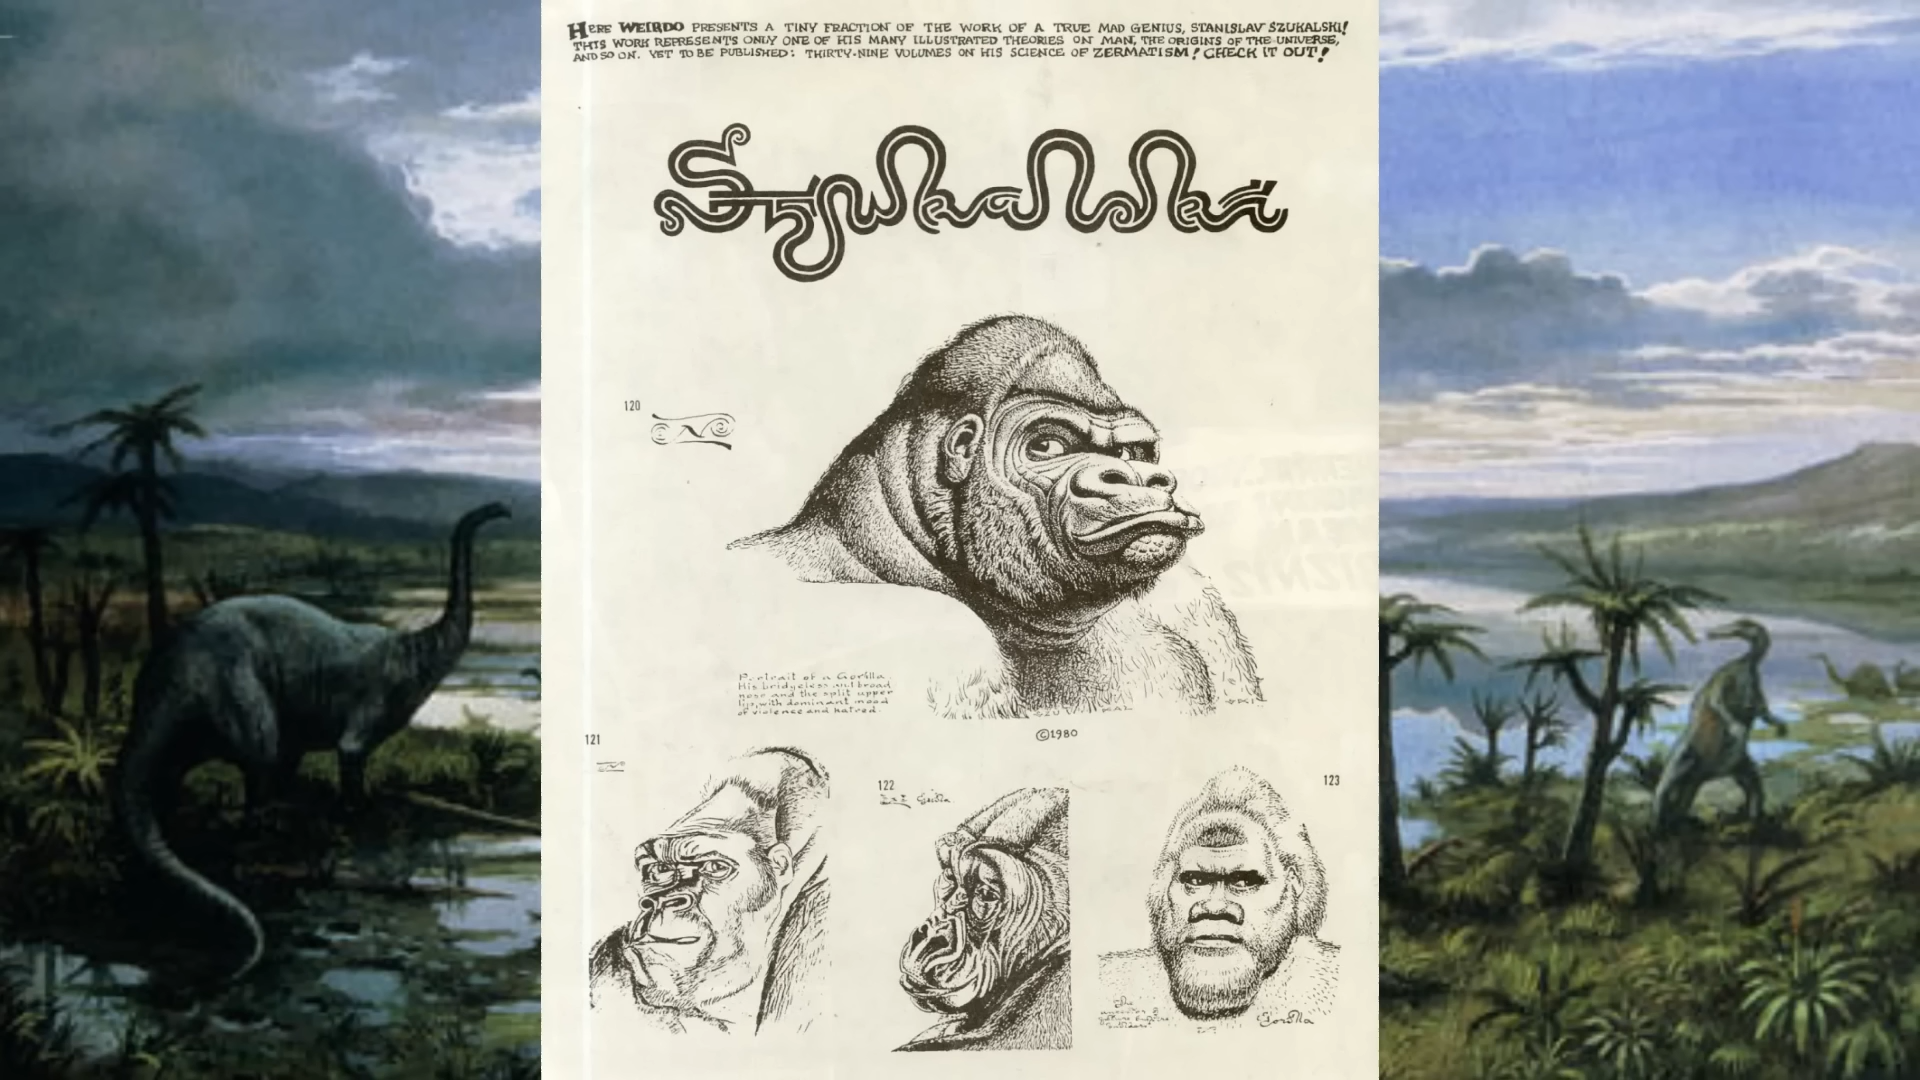 HERE WEIRDO PRESENTS A TINY FRACTION OF THE WORK OF A TRUE MAD GENIUS, STANISLAV SZUKALSKI!
THIS WORK REPRESENTS ONLY ONE OF HIS MANY ILLUSTRATED THEORIES ON MAN, THE ORIGINS OF THE UNIVERSE,
AND SO ON. YET TO BE PUBLISHED: THIRTY-NINE VOLUMES ON HIS SCIENCE OF ZERMATISM! CHECK IT OUT!
Szukalski
120
Portrait of a Gorilla.
His bridgeless and broad
nose and the split upper
lip, with dominant mood
of violence and hatred.
©1980
121
122
Gorilla.
123
Gorilla